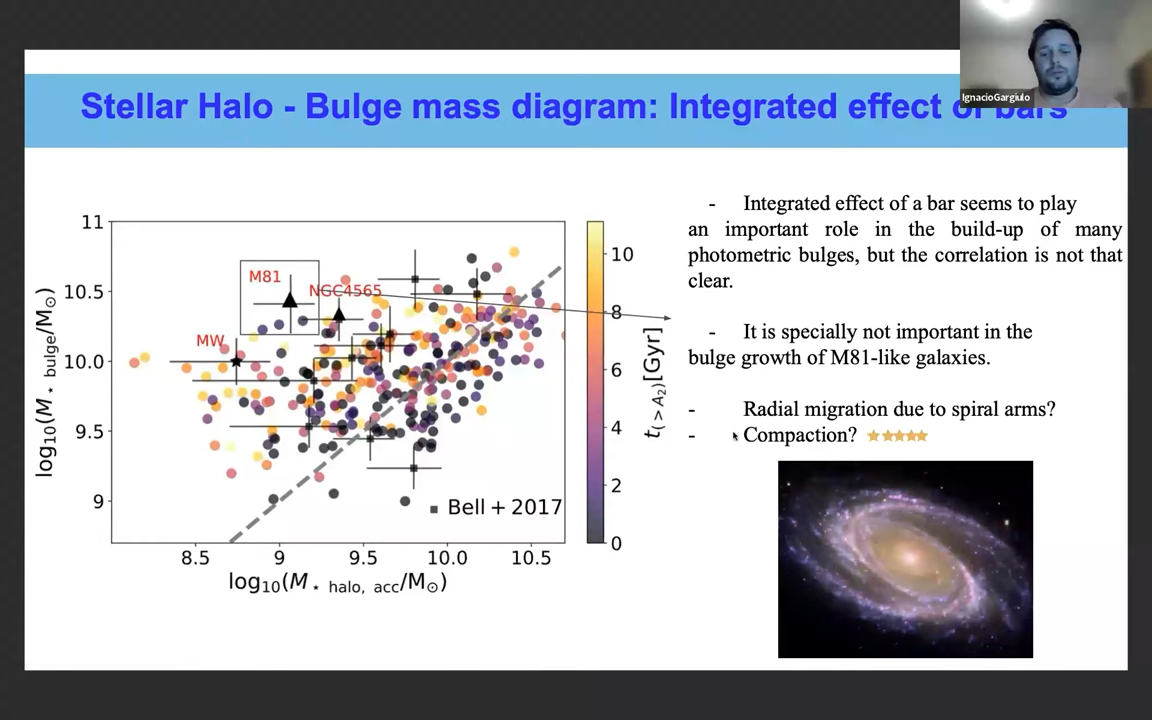 IgnacioGargiulo
Stellar Halo - Bulge mass diagram: Integrated effect of bars
- Integrated effect of a bar seems to play
an important role in the build-up of many
photometric bulges, but the correlation is not that
clear.
- It is specially not important in the
bulge growth of M81-like galaxies.
- Radial migration due to spiral arms?
- Compaction? ★★★★★
log₁₀(M⋆ bulge/M⊙)
11
10.5
10.0
9.5
9
M81
NGC4565
MW
Bell + 2017
8.5 9 9.5 10.0 10.5
log₁₀(M⋆ halo, acc/M⊙)
10
8
6
4
2
0
t(> A₂)[Gyr]